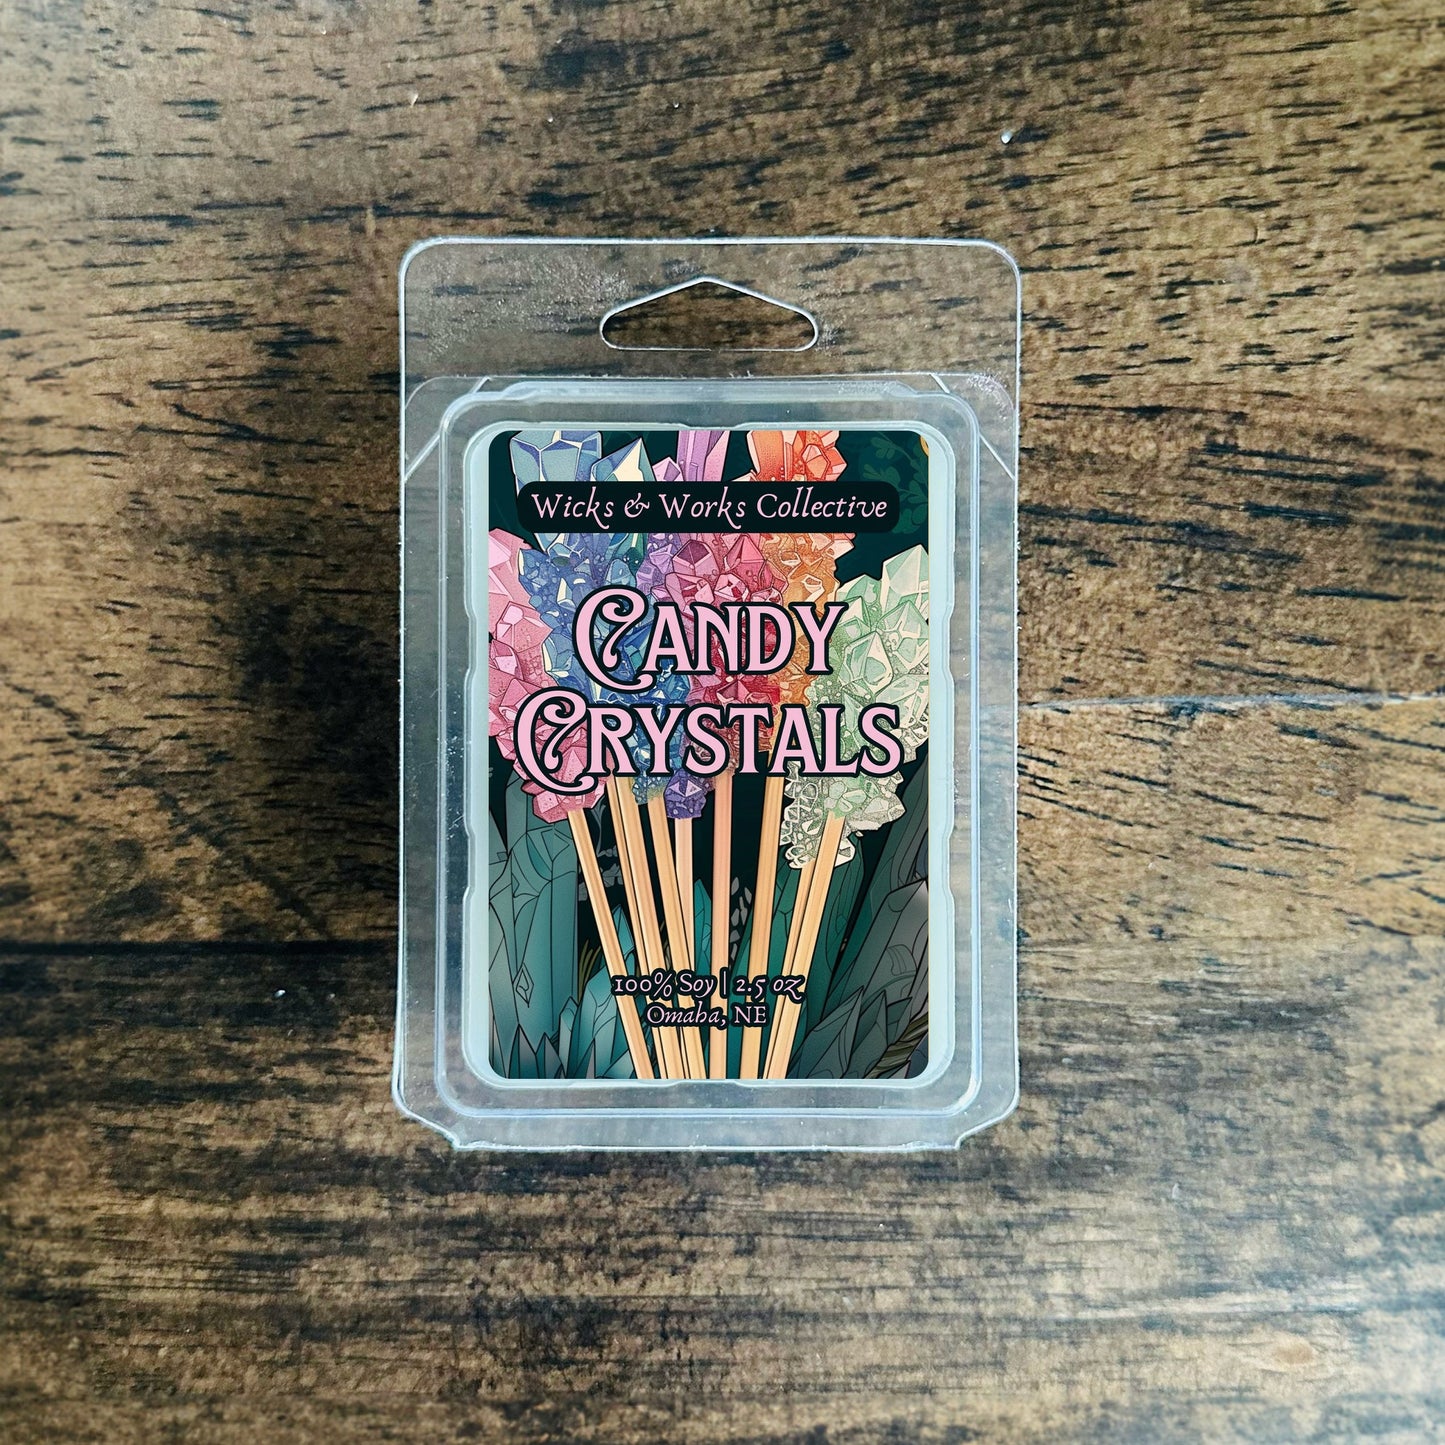 Wicks & Works Collective
Candy
Crystals
100% Soy | 2.5 oz
Omaha, NE